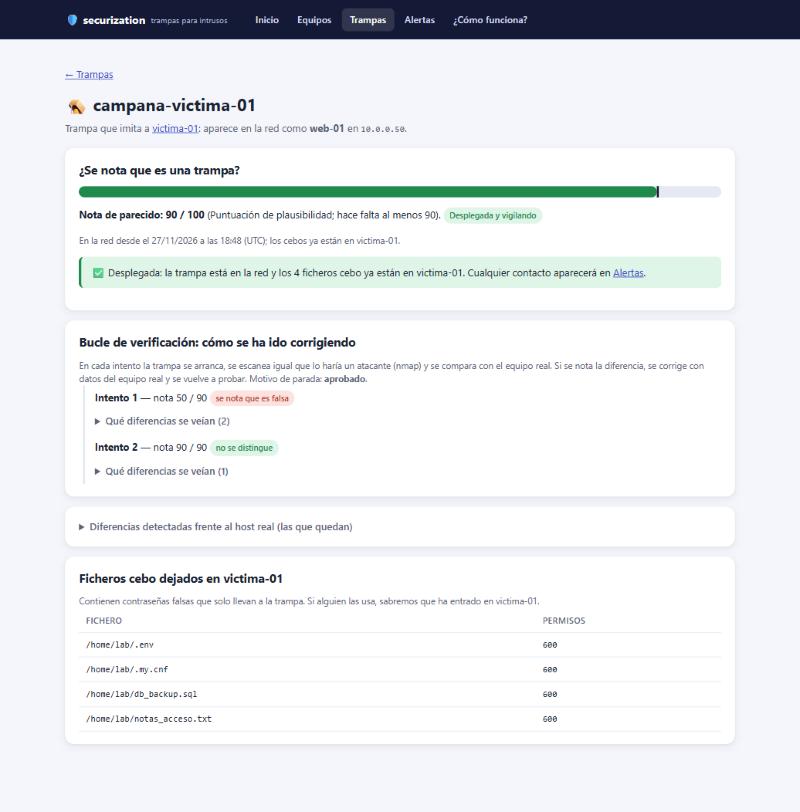 securization trampas para intrusos Inicio Equipos Trampas Alertas ¿Cómo funciona?
← Trampas
campana-victima-01
Trampa que imita a victima-01: aparece en la red como web-01 en 10.0.0.50.
¿Se nota que es una trampa?
Nota de parecido: 90 / 100 (Puntuación de plausibilidad; hace falta al menos 90). Desplegada y vigilando
En la red desde el 27/11/2026 a las 18:48 (UTC); los cebos ya están en victima-01.
Desplegada: la trampa está en la red y los 4 ficheros cebo ya están en victima-01. Cualquier contacto aparecerá en Alertas.
Bucle de verificación: cómo se ha ido corrigiendo
En cada intento la trampa se arranca, se escanea igual que lo haría un atacante (nmap) y se compara con el equipo real. Si se nota la diferencia, se corrige con
datos del equipo real y se vuelve a probar. Motivo de parada: aprobado.
Intento 1 — nota 50 / 90 se nota que es falsa
▶ Qué diferencias se veían (2)
Intento 2 — nota 90 / 90 no se distingue
▶ Qué diferencias se veían (1)
▶ Diferencias detectadas frente al host real (las que quedan)
Ficheros cebo dejados en victima-01
Contienen contraseñas falsas que solo llevan a la trampa. Si alguien las usa, sabremos que ha entrado en victima-01.
FICHERO PERMISOS
/home/lab/.env 600
/home/lab/.my.cnf 600
/home/lab/db_backup.sql 600
/home/lab/notas_acceso.txt 600